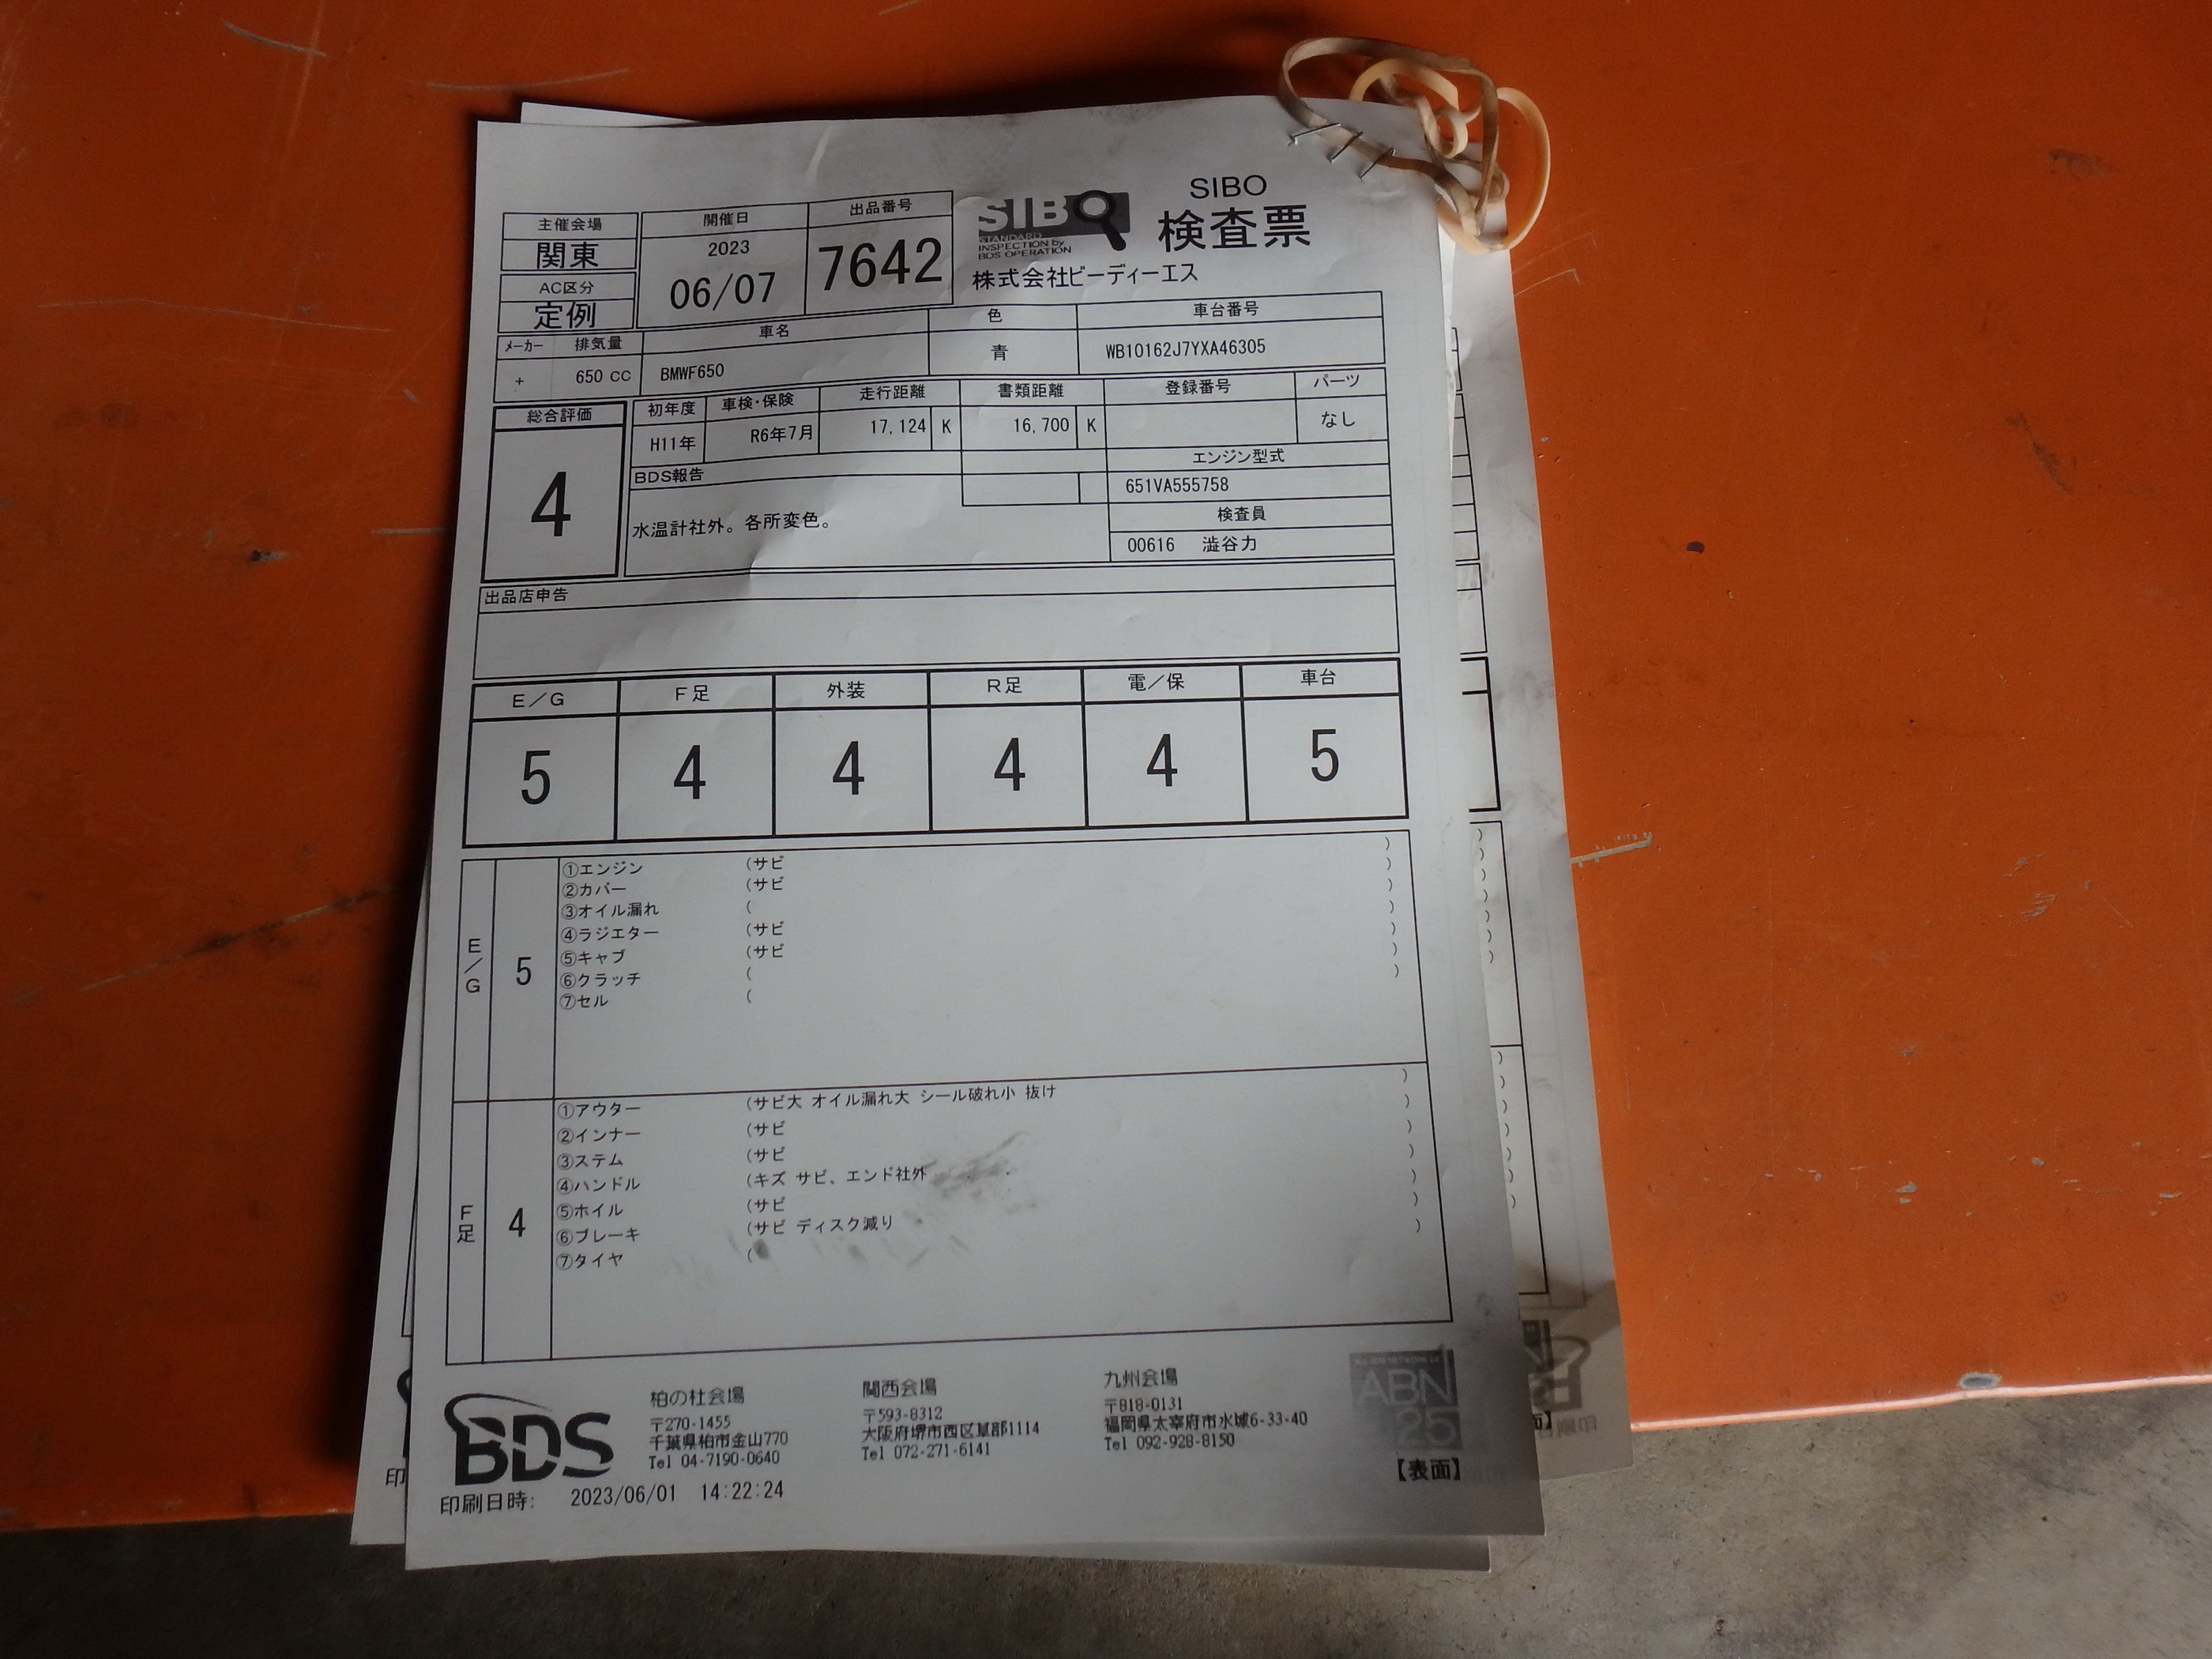 SIBO
STANDARD
INSPECTION by
BDS OPERATION
SIBO
検査票
株式会社ビーディーエス
主催会場
関東
AC区分
定例
開催日
2023
06/07
出品番号
7642
メーカー 排気量 車名 色 車台番号
+ 650 CC BMWF650 青 WB10162J7YXA46305
総合評価
4
初年度 車検・保険 走行距離 書類距離 登録番号 パーツ
H11年 R6年7月 17,124 K 16,700 K なし
エンジン型式
651VA555758
検査員
00616 澁谷力
BDS報告
水温計社外。各所変色。
出品店申告
E/G F足 外装 R足 電/保 車台
5 4 4 4 4 5
E/G
5
①エンジン (サビ )
②カバー (サビ )
③オイル漏れ ( )
④ラジエター (サビ )
⑤キャブ (サビ )
⑥クラッチ ( )
⑦セル ( )
F足
4
①アウター (サビ大 オイル漏れ大 シール破れ小 抜け )
②インナー (サビ )
③ステム (サビ )
④ハンドル (キズ サビ、エンド社外 )
⑤ホイル (サビ )
⑥ブレーキ (サビ ディスク減り )
⑦タイヤ ( )
BDS
柏の杜会場
〒270-1455
千葉県柏市金山770
Tel 04-7190-0640
関西会場
〒593-8312
大阪府堺市西区草部1114
Tel 072-271-6141
九州会場
〒818-0131
福岡県太宰府市水城6-33-40
Tel 092-928-8150
ABN
25
【表面】
印刷日時: 2023/06/01 14:22:24
印